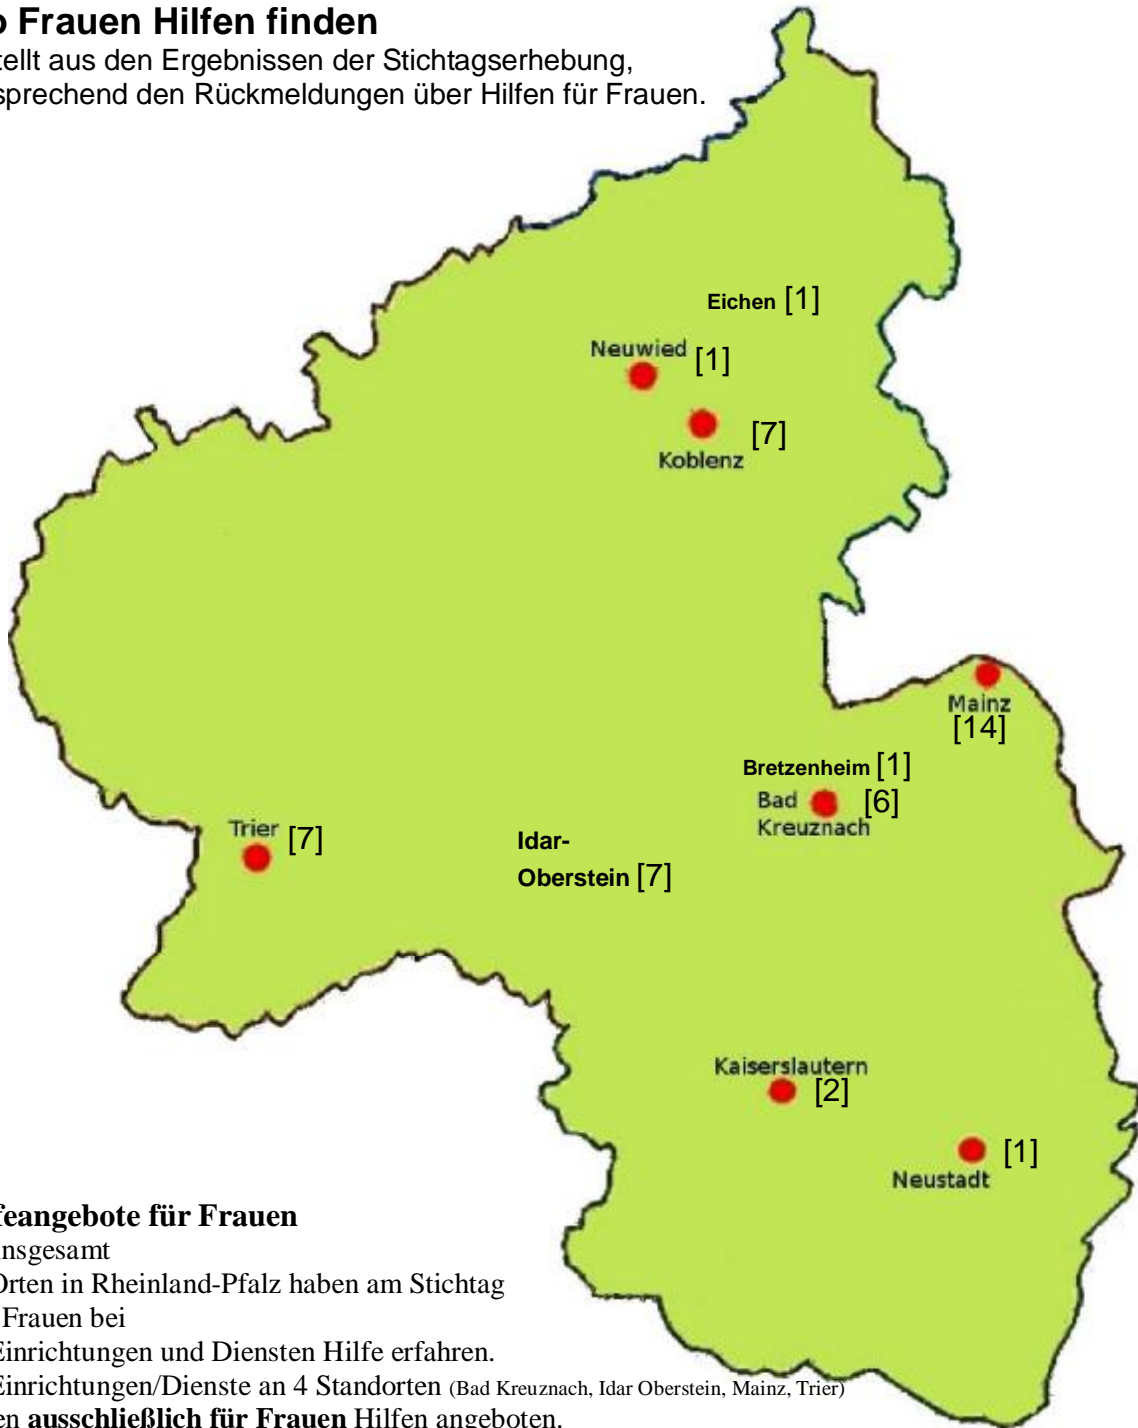 o Frauen Hilfen finden
tellt aus den Ergebnissen der Stichtagserhebung,
sprechend den Rückmeldungen über Hilfen für Frauen.
Eichen [1]
Neuwied [1]
[7]
Koblenz
Mainz
[14]
Bretzenheim [1]
Bad [6]
Kreuznach
Trier [7]
Idar-
Oberstein [7]
Kaiserslautern
[2]
[1]
Neustadt
feangebote für Frauen
insgesamt
Orten in Rheinland-Pfalz haben am Stichtag
Frauen bei
Einrichtungen und Diensten Hilfe erfahren.
Einrichtungen/Dienste an 4 Standorten (Bad Kreuznach, Idar Oberstein, Mainz, Trier)
en ausschließlich für Frauen Hilfen angeboten.